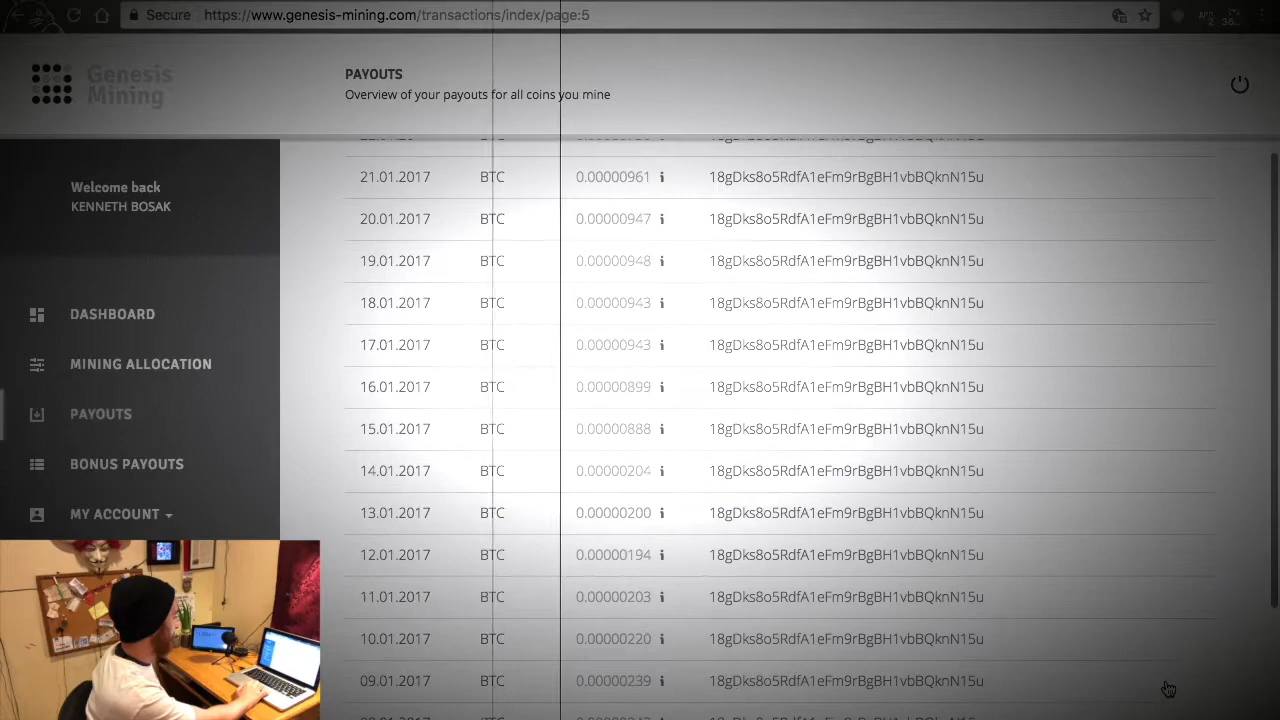 Secure https://www.genesis-mining.com/transactions/index/page:5
Genesis
Mining
PAYOUTS
Overview of your payouts for all coins you mine
Welcome back
KENNETH BOSAK
DASHBOARD
MINING ALLOCATION
PAYOUTS
BONUS PAYOUTS
MY ACCOUNT
21.01.2017 BTC 0.00000961 i 18gDks8o5RdfA1eFm9rBgBH1vbBQknN15u
20.01.2017 BTC 0.00000947 i 18gDks8o5RdfA1eFm9rBgBH1vbBQknN15u
19.01.2017 BTC 0.00000948 i 18gDks8o5RdfA1eFm9rBgBH1vbBQknN15u
18.01.2017 BTC 0.00000943 i 18gDks8o5RdfA1eFm9rBgBH1vbBQknN15u
17.01.2017 BTC 0.00000943 i 18gDks8o5RdfA1eFm9rBgBH1vbBQknN15u
16.01.2017 BTC 0.00000899 i 18gDks8o5RdfA1eFm9rBgBH1vbBQknN15u
15.01.2017 BTC 0.00000888 i 18gDks8o5RdfA1eFm9rBgBH1vbBQknN15u
14.01.2017 BTC 0.00000204 i 18gDks8o5RdfA1eFm9rBgBH1vbBQknN15u
13.01.2017 BTC 0.00000200 i 18gDks8o5RdfA1eFm9rBgBH1vbBQknN15u
12.01.2017 BTC 0.00000194 i 18gDks8o5RdfA1eFm9rBgBH1vbBQknN15u
11.01.2017 BTC 0.00000203 i 18gDks8o5RdfA1eFm9rBgBH1vbBQknN15u
10.01.2017 BTC 0.00000220 i 18gDks8o5RdfA1eFm9rBgBH1vbBQknN15u
09.01.2017 BTC 0.00000239 i 18gDks8o5RdfA1eFm9rBgBH1vbBQknN15u